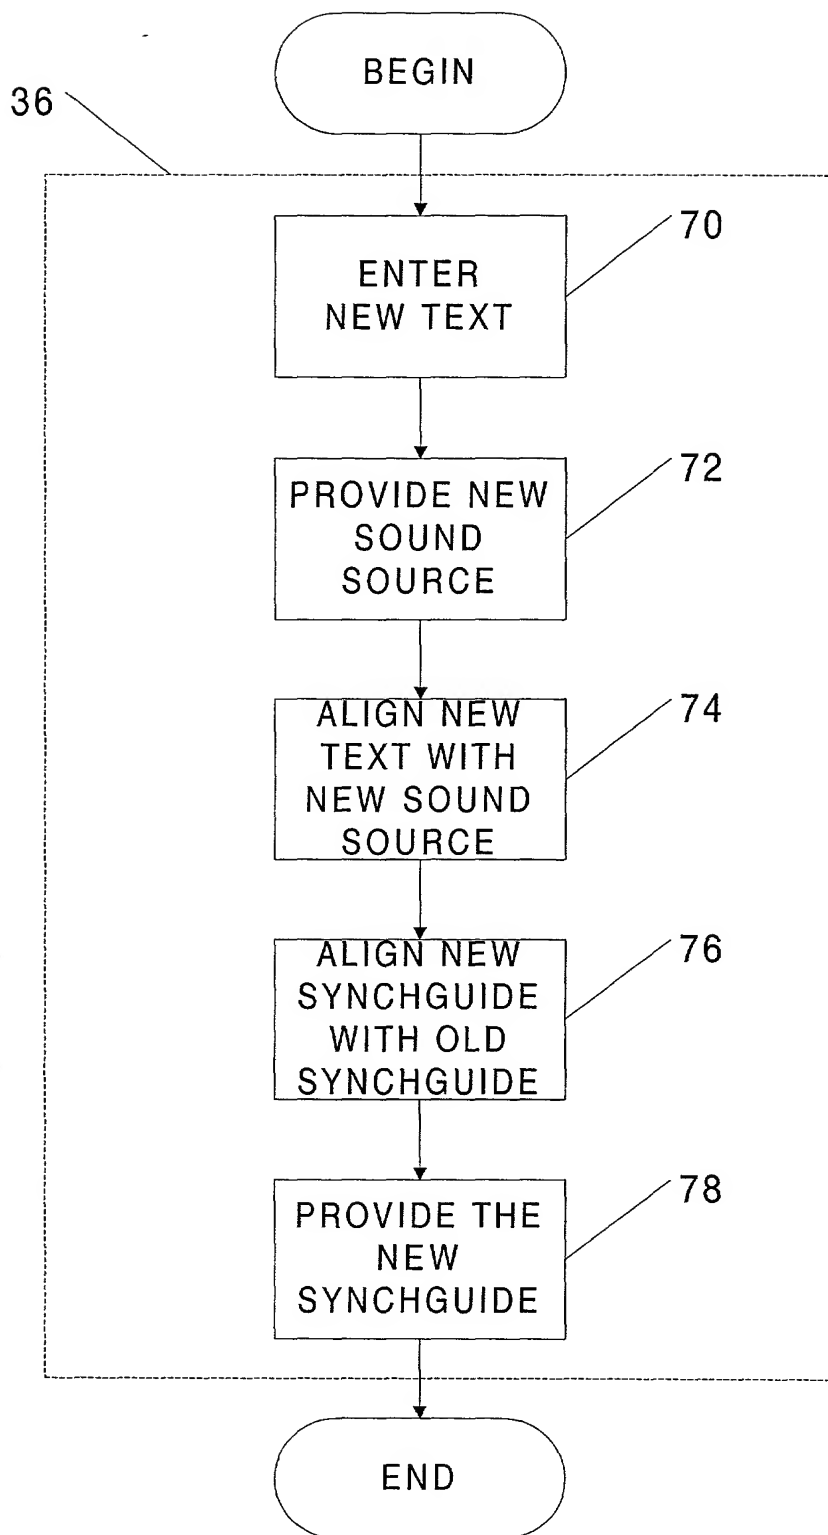 BEGIN
36
70
ENTER
NEW TEXT
72
PROVIDE NEW
SOUND
SOURCE
74
ALIGN NEW
TEXT WITH
NEW SOUND
SOURCE
76
ALIGN NEW
SYNCHGUIDE
WITH OLD
SYNCHGUIDE
78
PROVIDE THE
NEW
SYNCHGUIDE
END